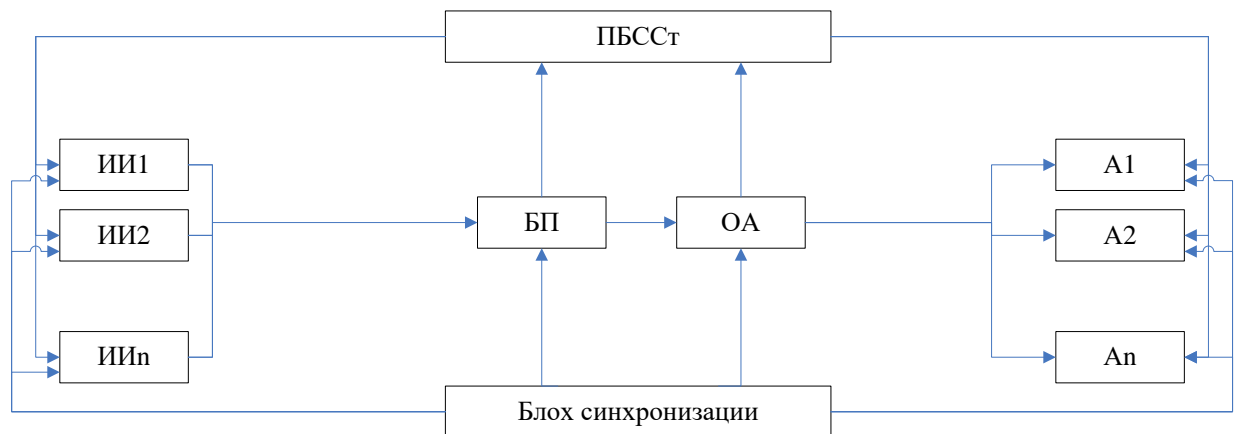 ПБССт
ИИ1
А1
ИИ2
БП
ОА
А2
ИИn
Аn
Блох синхронизации